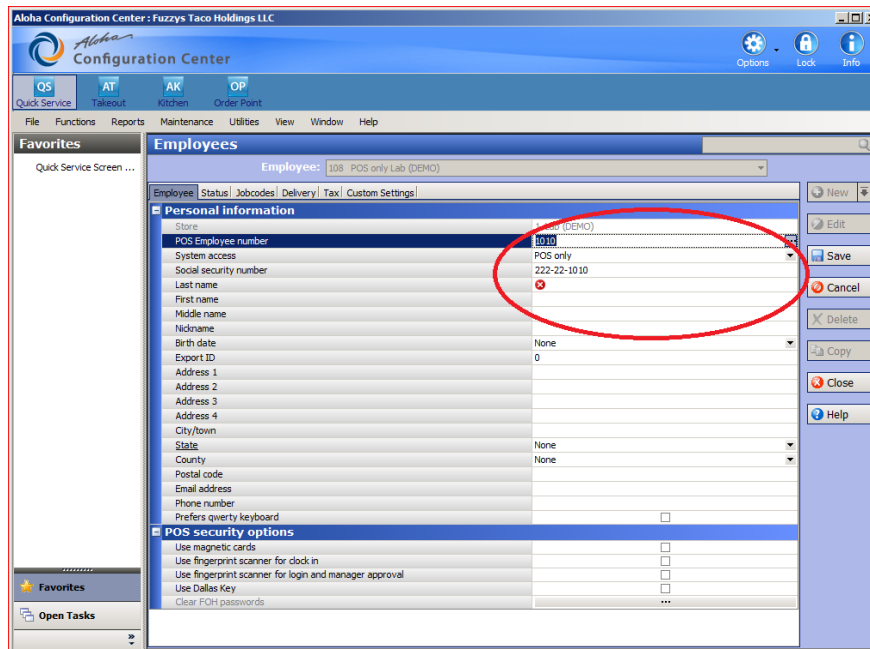 Aloha Configuration Center : Fuzzys Taco Holdings LLC
Aloha
Configuration Center
Options
Lock
Info
QS
AT
AK
OP
Quick Service
Takeout
Kitchen
Order Point
File Functions Reports Maintenance Utilities View Window Help
Favorites
Quick Service Screen ...
Employees
Employee: 108 POS only Lab (DEMO)
Employee Status Jobcodes Delivery Tax Custom Settings
Personal information
Store (DEMO)
POS Employee number 1010 ...
System access POS only
Social security number 222-22-1010
Last name
First name
Middle name
Nickname
Birth date None
Export ID 0
Address 1
Address 2
Address 3
Address 4
City/town
State None
County None
Postal code
Email address
Phone number
Prefers qwerty keyboard
POS security options
Use magnetic cards
Use fingerprint scanner for clock in
Use fingerprint scanner for login and manager approval
Use Dallas Key
Clear FOH passwords ...
New
Edit
Save
Cancel
Delete
Copy
Close
Help
Favorites
Open Tasks